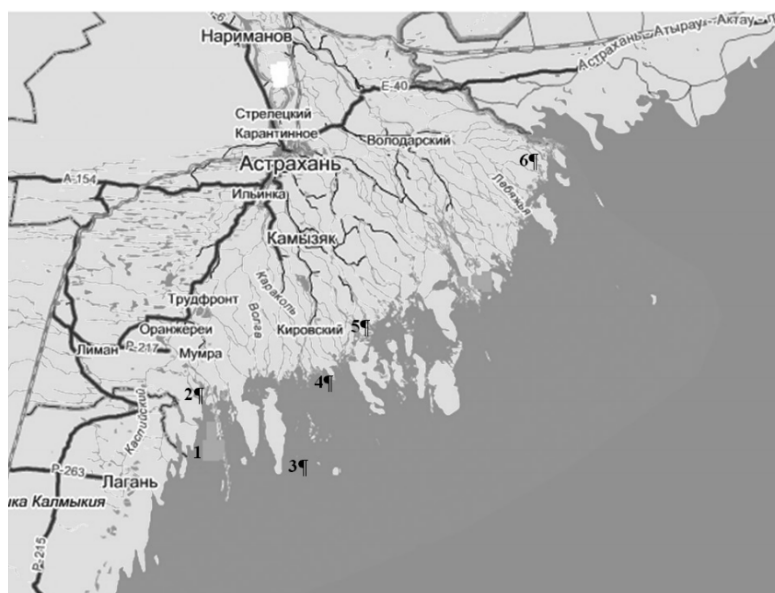 Нариманов
Астрахань - Атырау - Актау - г
E-40
Стрелецкий
Карантинное
Володарский
6¶
Астрахань
А-154
Ильинка
Лебяжья
Камызяк
Караколь
Трудфронт
Волга
Оранжереи
Кировский
5¶
Лиман
Р-217
Мумра
4¶
2¶
Каспийский
1
3¶
Р-263
Лагань
ика Калмыкия
Р-215